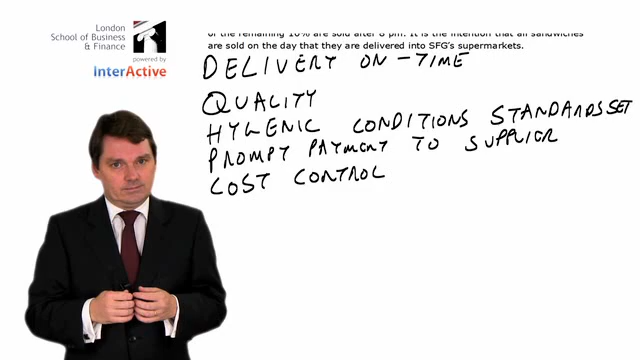 London
School of Business
& Finance
powered by
InterActive
of the remaining 10% are sold after 8 pm. It is the intention that all sandwiches
are sold on the day that they are delivered into SFG's supermarkets.
DELIVERY ON-TIME
QUALITY
HYGENIC CONDITIONS STANDARDS SET
PROMPT PAYMENT TO SUPPLIER
COST CONTROL